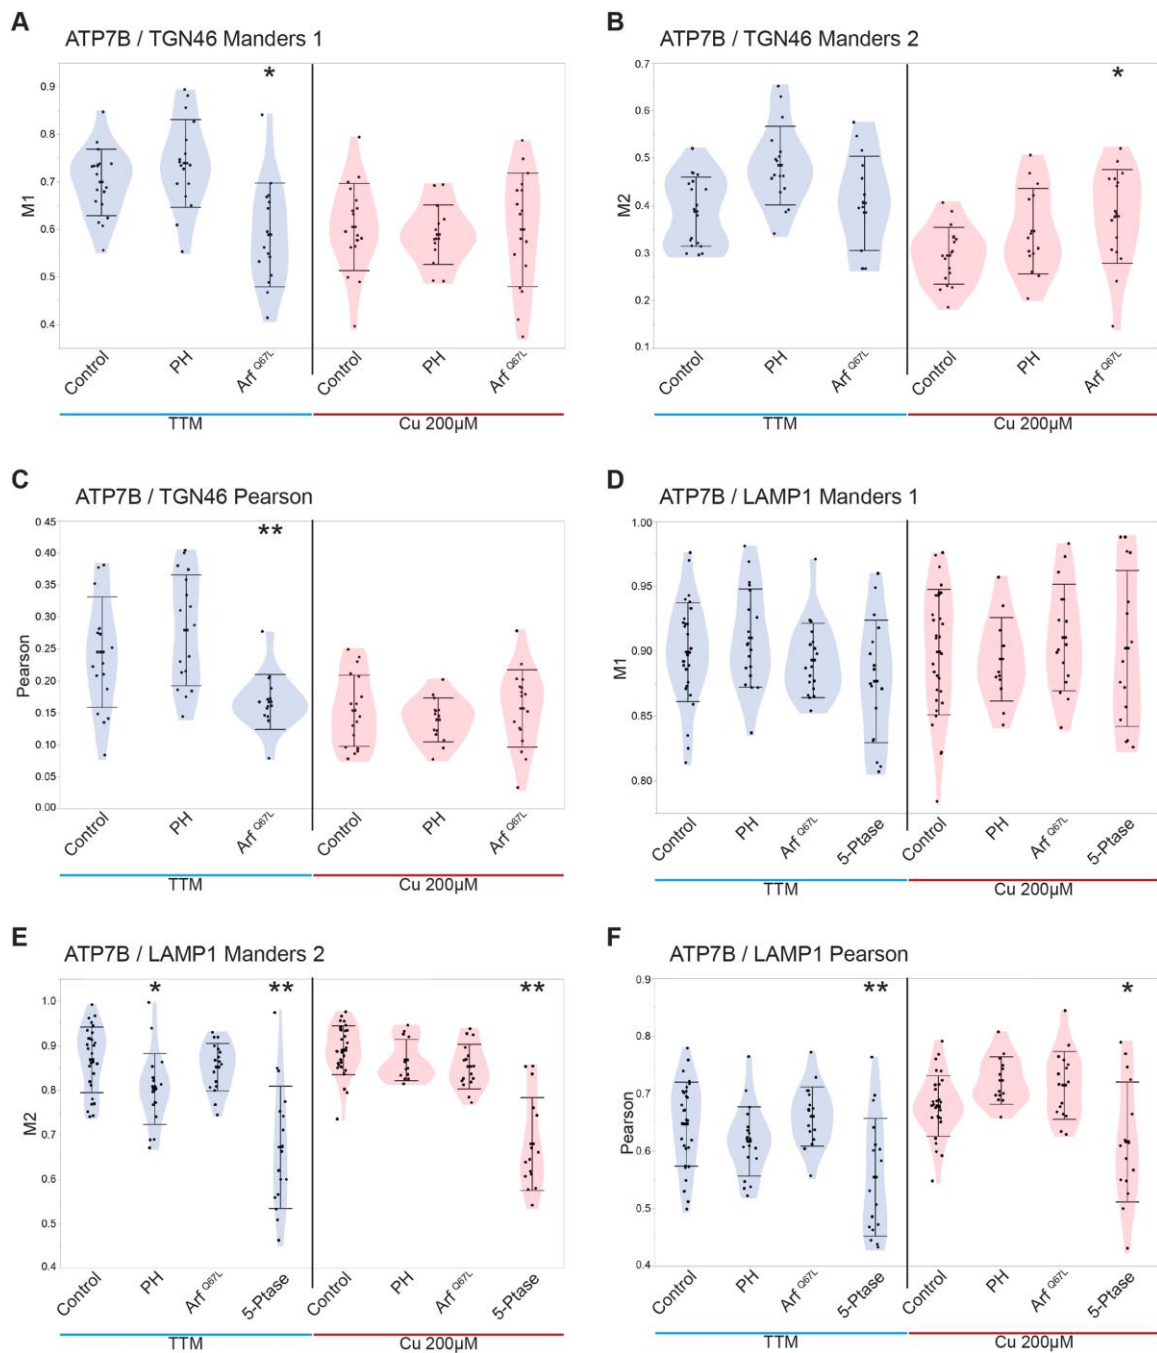 A
ATP7B / TGN46 Manders 1
*
M1
0.9
0.8
0.7
0.6
0.5
0.4
Control
PH
Arf Q67L
Control
PH
Arf Q67L
TTM
Cu 200µM
B
ATP7B / TGN46 Manders 2
*
M2
0.7
0.6
0.5
0.4
0.3
0.2
0.1
Control
PH
Arf Q67L
Control
PH
Arf Q67L
TTM
Cu 200µM
C
ATP7B / TGN46 Pearson
**
Pearson
0.45
0.40
0.35
0.30
0.25
0.20
0.15
0.10
0.05
0.00
Control
PH
Arf Q67L
Control
PH
Arf Q67L
TTM
Cu 200µM
D
ATP7B / LAMP1 Manders 1
M1
1.00
0.95
0.90
0.85
0.80
Control
PH
Arf Q67L
5-Ptase
Control
PH
Arf Q67L
5-Ptase
TTM
Cu 200µM
E
ATP7B / LAMP1 Manders 2
*
**
**
M2
1.0
0.9
0.8
0.7
0.6
0.5
0.4
Control
PH
Arf Q67L
5-Ptase
Control
PH
Arf Q67L
5-Ptase
TTM
Cu 200µM
F
ATP7B / LAMP1 Pearson
**
*
Pearson
0.9
0.8
0.7
0.6
0.5
0.4
Control
PH
Arf Q67L
5-Ptase
Control
PH
Arf Q67L
5-Ptase
TTM
Cu 200µM